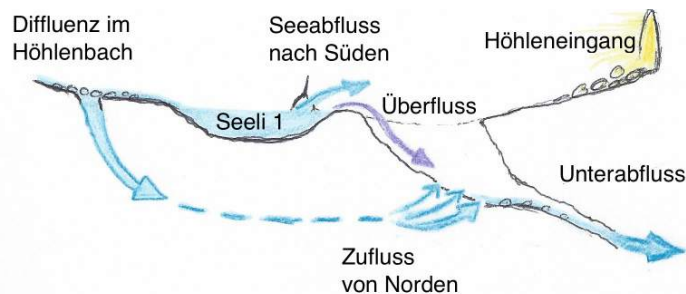 Diffluenz im
Höhlenbach
Seeabfluss
nach Süden
Höhleneingang
Seeli 1
Überfluss
Unterabfluss
Zufluss
von Norden